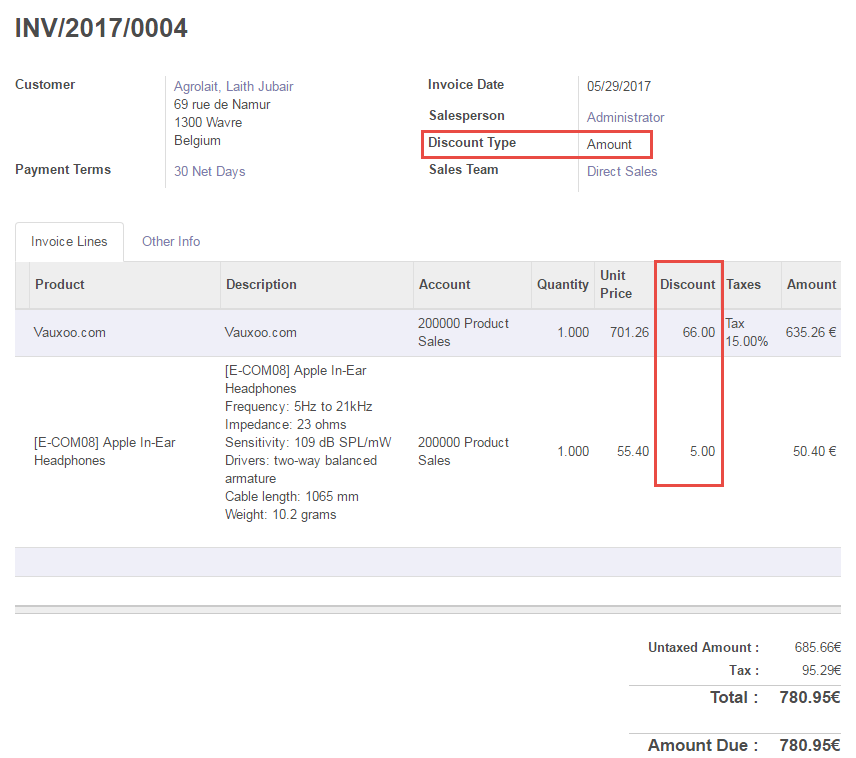 INV/2017/0004
Customer
Agrolait, Laith Jubair
69 rue de Namur
1300 Wavre
Belgium
Payment Terms
30 Net Days
Invoice Date
05/29/2017
Salesperson
Administrator
Discount Type
Amount
Sales Team
Direct Sales
Invoice Lines
Other Info
Product
Description
Account
Quantity
Unit
Price
Discount
Taxes
Amount
Vauxoo.com
Vauxoo.com
200000 Product
Sales
1.000
701.26
66.00
Tax
15.00%
635.26 €
[E-COM08] Apple In-Ear
Headphones
[E-COM08] Apple In-Ear
Headphones
Frequency: 5Hz to 21kHz
Impedance: 23 ohms
Sensitivity: 109 dB SPL/mW
Drivers: two-way balanced
armature
Cable length: 1065 mm
Weight: 10.2 grams
200000 Product
Sales
1.000
55.40
5.00
50.40 €
Untaxed Amount : 685.66€
Tax : 95.29€
Total : 780.95€
Amount Due : 780.95€